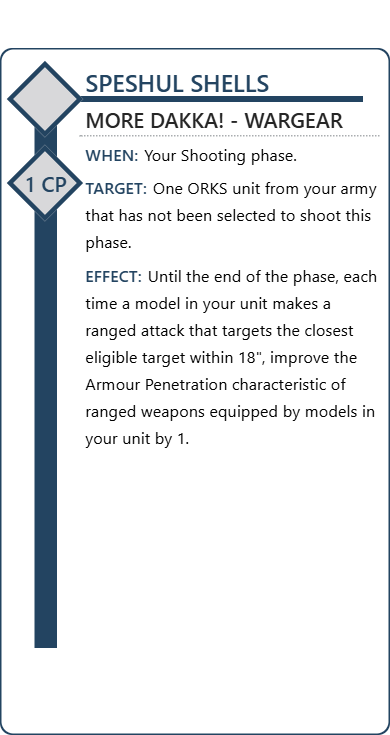 SPESHUL SHELLS
MORE DAKKA! - WARGEAR
WHEN: Your Shooting phase.
1 CP
TARGET: One ORKS unit from your army
that has not been selected to shoot this
phase.
EFFECT: Until the end of the phase, each
time a model in your unit makes a
ranged attack that targets the closest
eligible target within 18", improve the
Armour Penetration characteristic of
ranged weapons equipped by models in
your unit by 1.